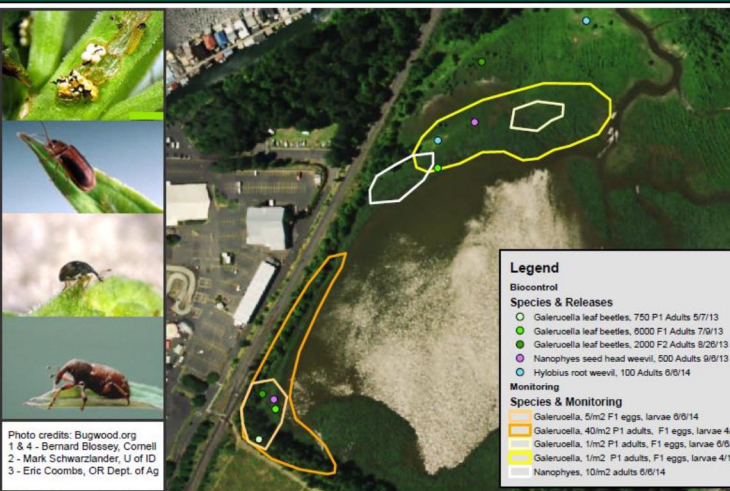 Photo credits: Bugwood.org
1 & 4 - Bernard Blossey, Cornell
2 - Mark Schwarzlander, U of ID
3 - Eric Coombs, OR Dept. of Ag
Legend
Biocontrol
Species & Releases
Galerucella leaf beetles, 750 P1 Adults 5/7/13
Galerucella leaf beetles, 6000 F1 Adults 7/9/13
Galerucella leaf beetles, 2000 F2 Adults 8/26/13
Nanophyes seed head weevil, 500 Adults 9/6/13
Hylobius root weevil, 100 Adults 6/6/14
Monitoring
Species & Monitoring
Galerucella, 5/m2 F1 eggs, larvae 6/6/14
Galerucella, 40/m2 P1 adults, F1 eggs, larvae 4/
Galerucella, 1/m2 P1 adults, F1 eggs, larvae 6/6/
Galerucella, 1/m2 P1 adults, F1 eggs, larvae 4/1
Nanophyes, 10/m2 adults 6/6/14